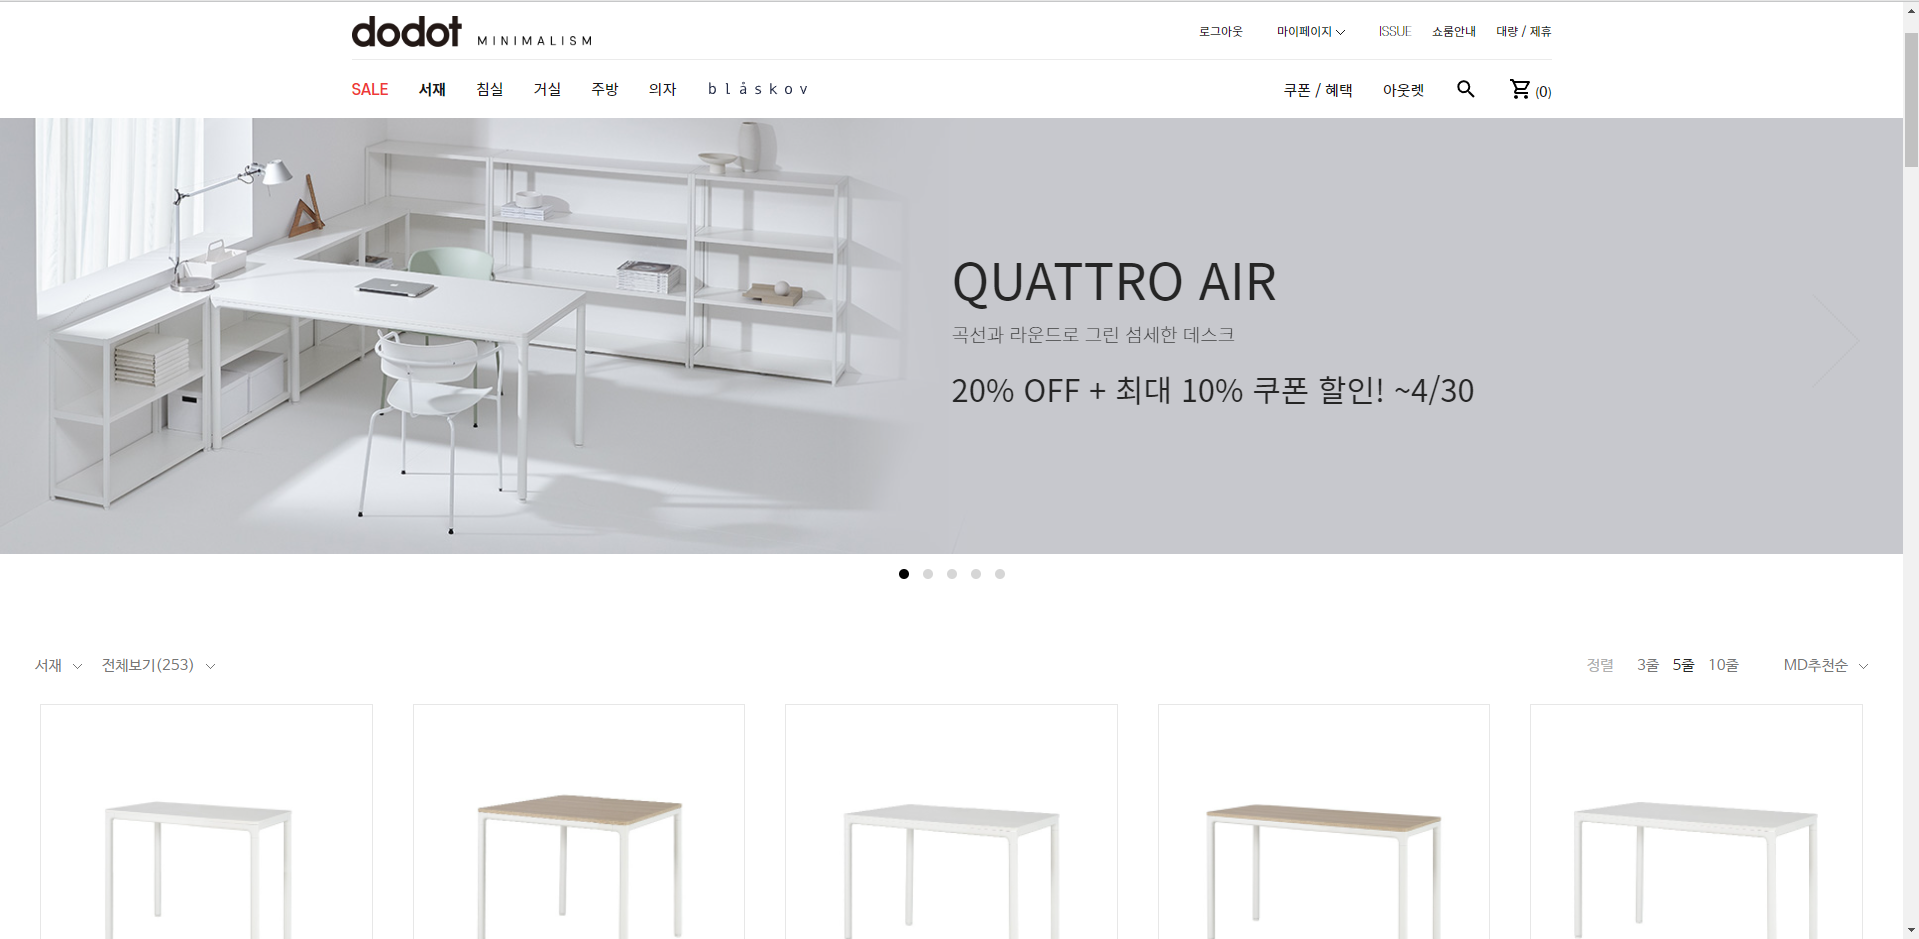 dodot MINIMALISM
로그아웃 마이페이지 ISSUE 쇼룸안내 대량 / 제휴
SALE 서재 침실 거실 주방 의자 blåskov
쿠폰 / 혜택 아웃렛 (0)
QUATTRO AIR
곡선과 라운드로 그린 섬세한 데스크
20% OFF + 최대 10% 쿠폰 할인! ~4/30
서재 전체보기(253)
정렬 3줄 5줄 10줄 MD추천순